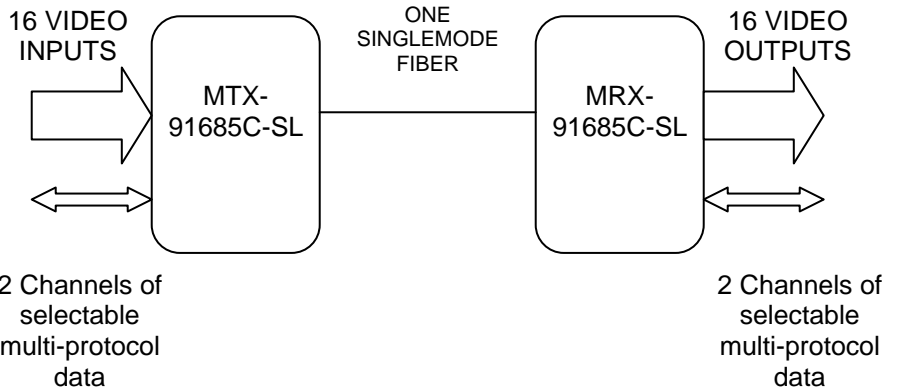 16 VIDEO
INPUTS
ONE
SINGLEMODE
FIBER
16 VIDEO
OUTPUTS
MTX-
91685C-SL
MRX-
91685C-SL
2 Channels of
selectable
multi-protocol
data
2 Channels of
selectable
multi-protocol
data